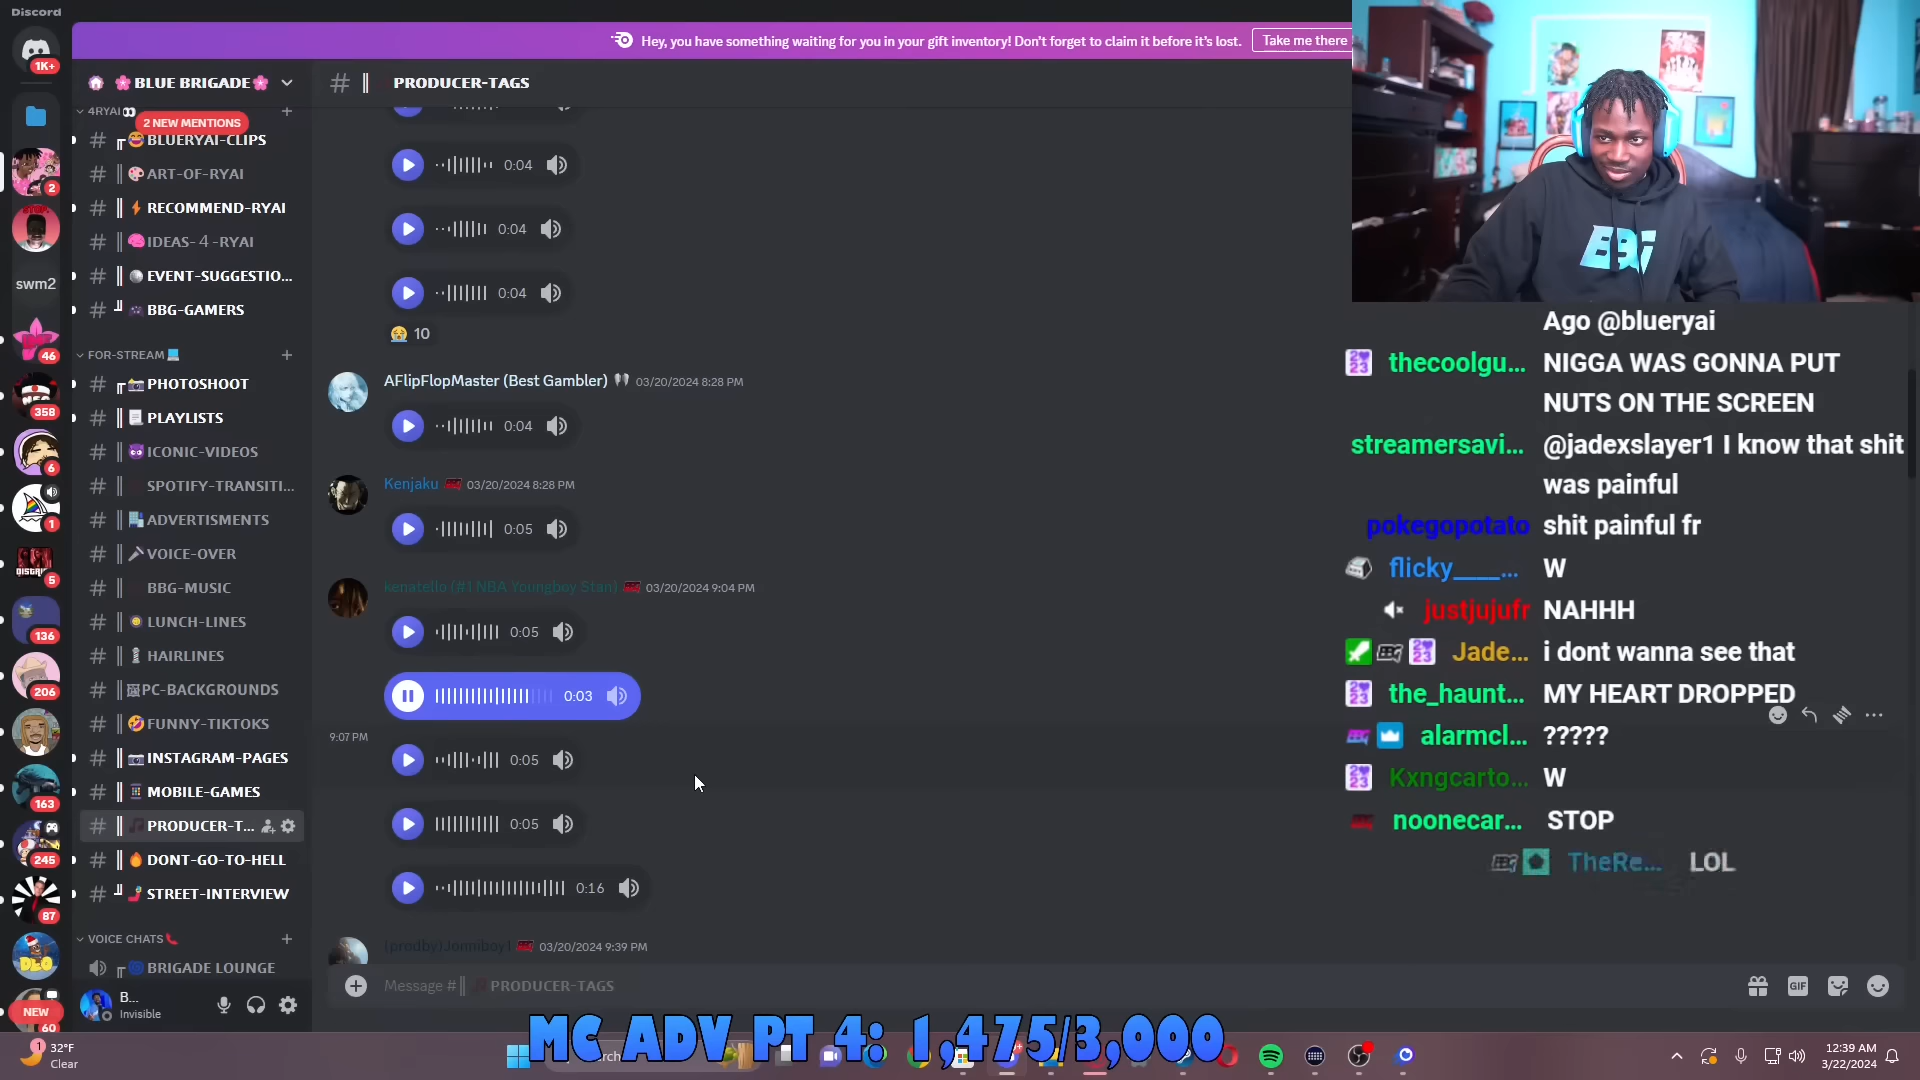 Discord
Hey, you have something waiting for you in your gift inventory! Don't forget to claim it before it's lost.
Take me there
1K+
2
swm2
46
358
6
1
5
136
206
163
245
87
NEW
60
BLUE BRIGADE
4RYAI
2 NEW MENTIONS
BLUERYAI-CLIPS
ART-OF-RYAI
RECOMMEND-RYAI
IDEAS-4-RYAI
EVENT-SUGGESTIO...
BBG-GAMERS
FOR-STREAM
PHOTOSHOOT
PLAYLISTS
ICONIC-VIDEOS
SPOTIFY-TRANSITI...
ADVERTISMENTS
VOICE-OVER
BBG-MUSIC
LUNCH-LINES
HAIRLINES
PC-BACKGROUNDS
FUNNY-TIKTOKS
INSTAGRAM-PAGES
MOBILE-GAMES
PRODUCER-T...
DONT-GO-TO-HELL
STREET-INTERVIEW
VOICE CHATS
BRIGADE LOUNGE
B...
Invisible
# PRODUCER-TAGS
0:04
0:04
0:04
10
AFlipFlopMaster (Best Gambler) 03/20/2024 8:28 PM
0:04
Kenjaku 03/20/2024 8:28 PM
0:05
kenatello (#1 NBA Youngboy Stan) 03/20/2024 9:04 PM
0:05
0:03
9:07 PM
0:05
0:05
0:16
(prodby)Jonniboy) 03/20/2024 9:39 PM
Message # PRODUCER-TAGS
GIF
BBG
Ago @blueryai
thecoolgu... NIGGA WAS GONNA PUT
NUTS ON THE SCREEN
streamersavi... @jadexslayer1 I know that shit
was painful
pokegopotato shit painful fr
flicky____... W
justjujufr NAHHH
Jade... i dont wanna see that
the_haunt... MY HEART DROPPED
alarmcl... ?????
Kxngcarto... W
noonecar... STOP
TheRe... LOL
MC ADV PT 4: 1,475/3,000
1
32°F
Clear
12:39 AM
3/22/2024